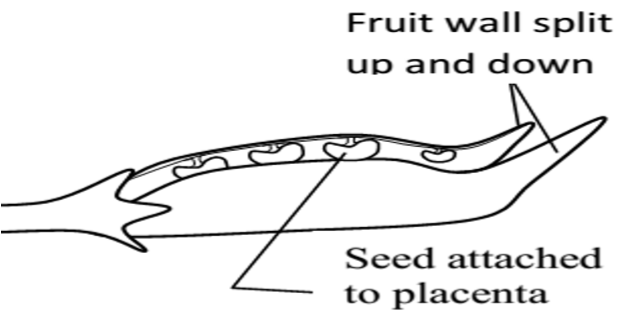 Fruit wall split
up and down
Seed attached
to placenta